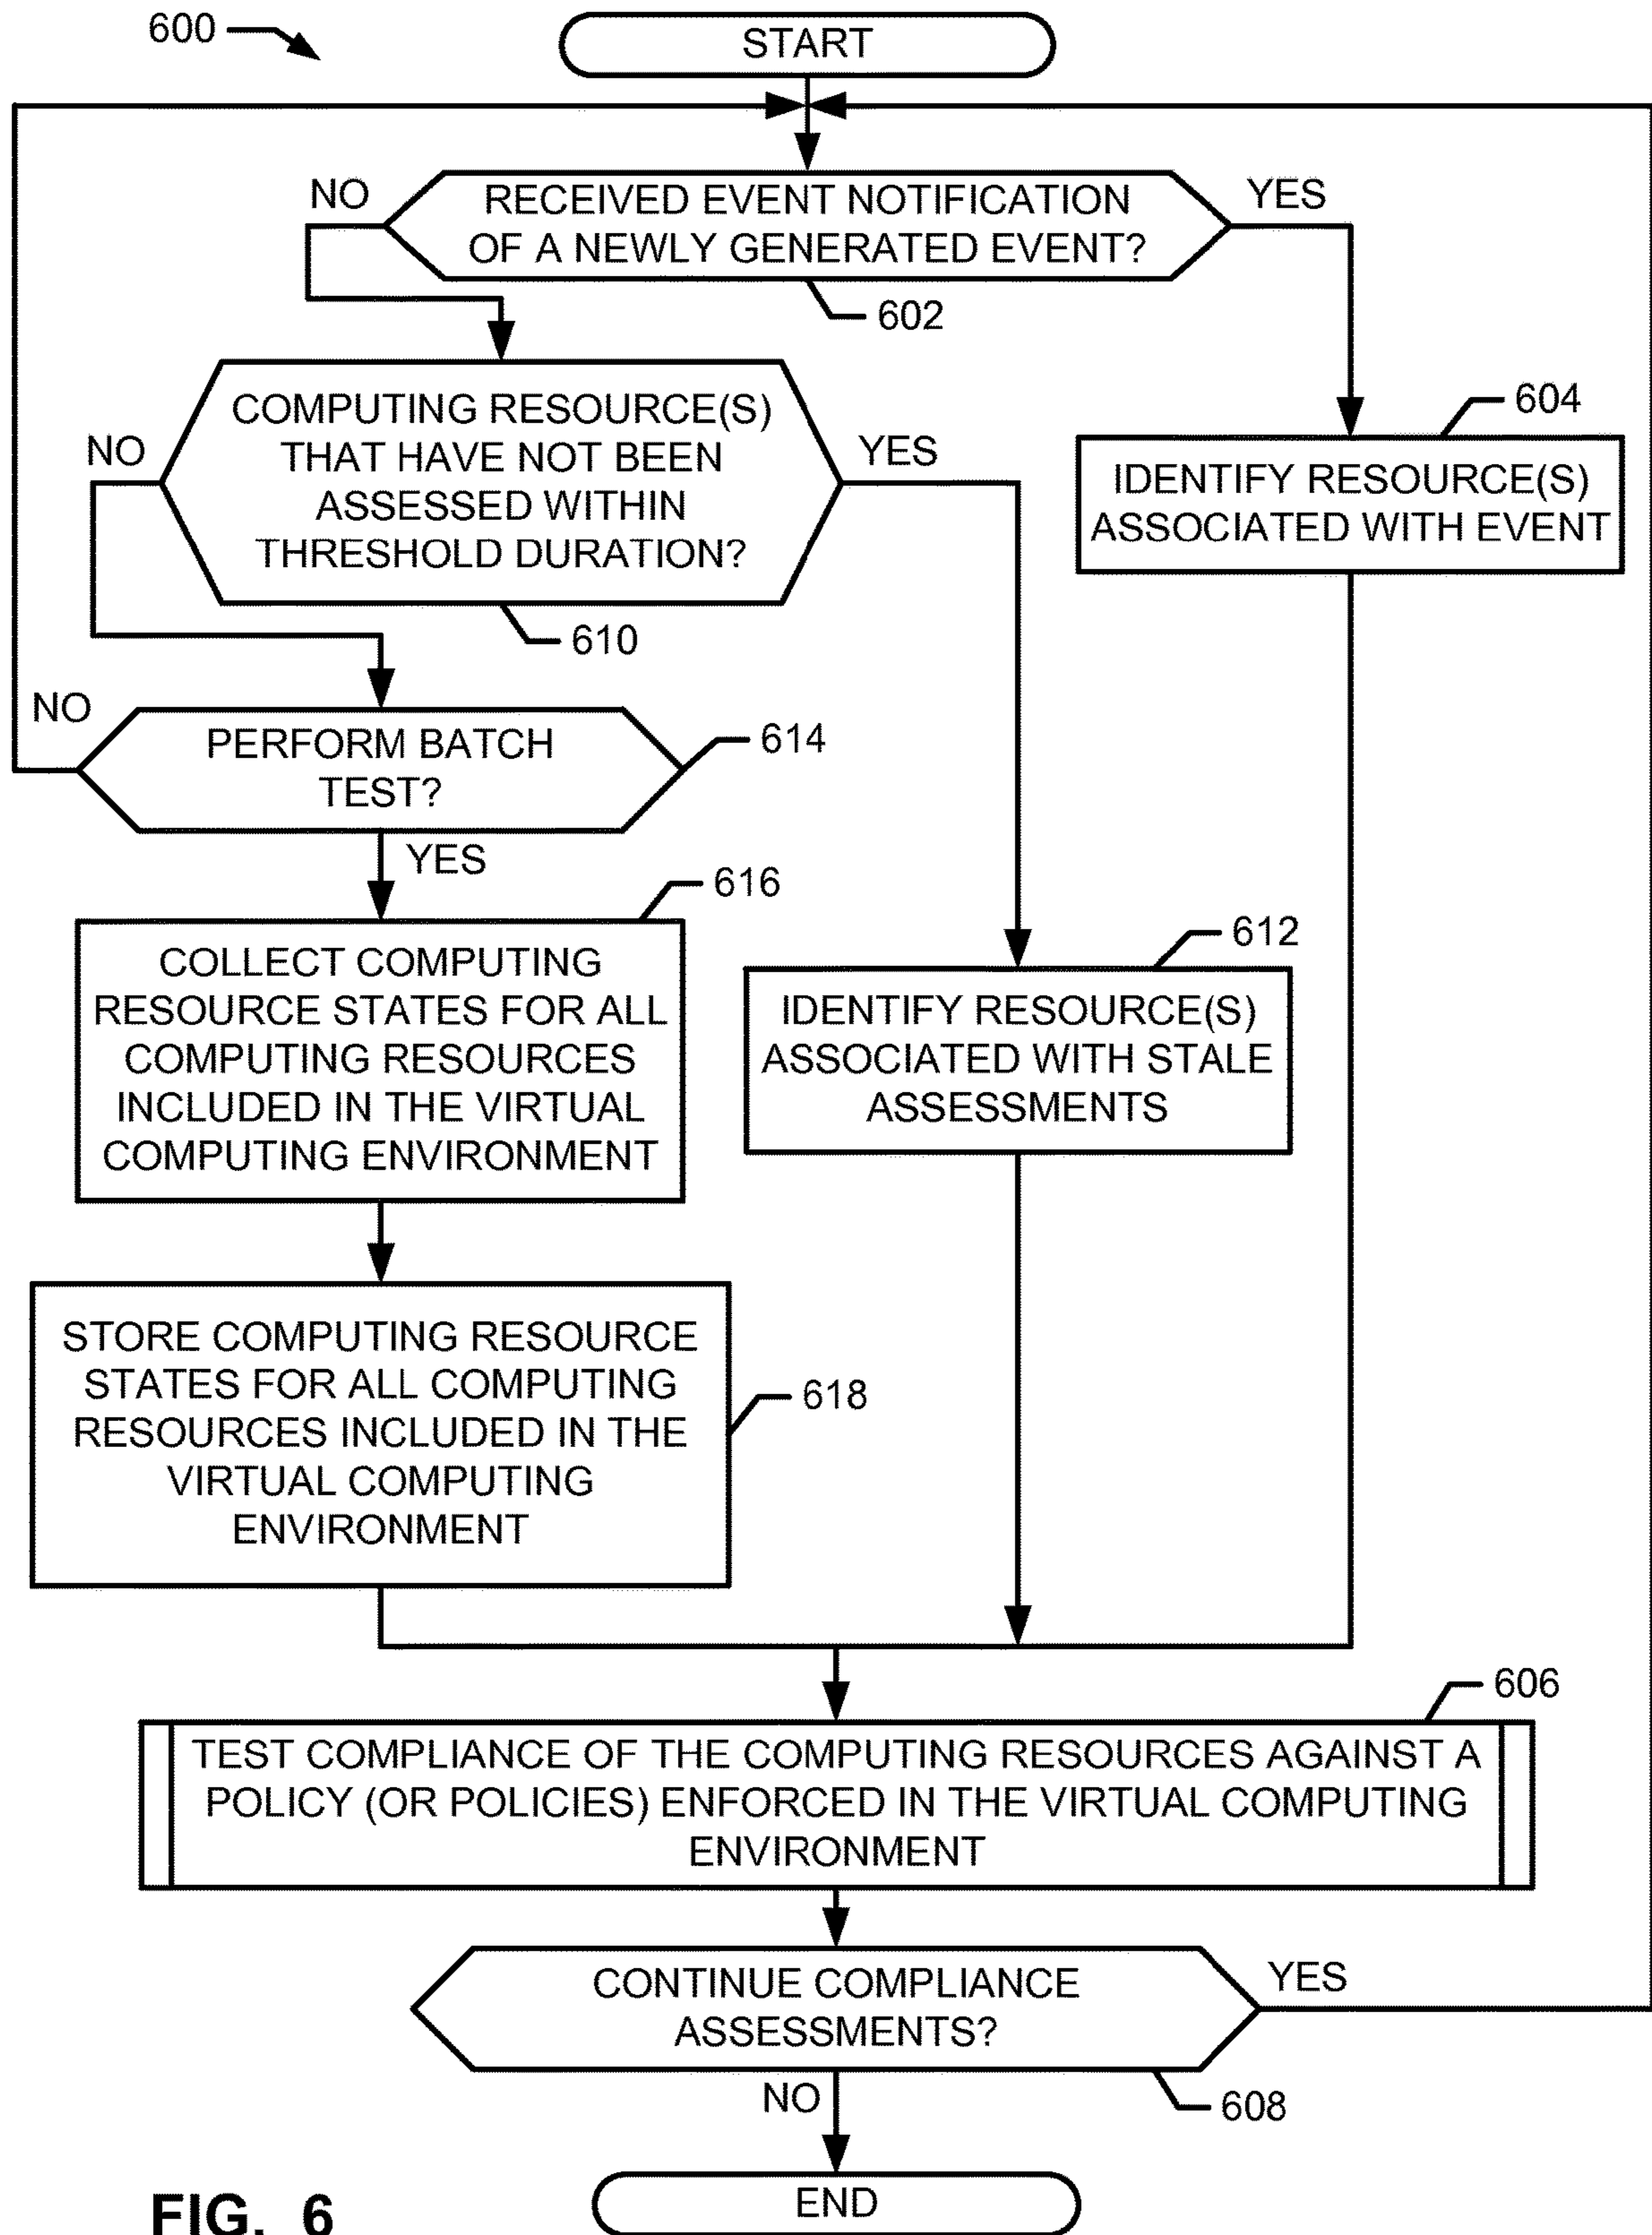 600
START
NO
RECEIVED EVENT NOTIFICATION
OF A NEWLY GENERATED EVENT?
YES
602
COMPUTING RESOURCE(S)
THAT HAVE NOT BEEN
ASSESSED WITHIN
THRESHOLD DURATION?
NO
YES
610
604
IDENTIFY RESOURCE(S)
ASSOCIATED WITH EVENT
NO
PERFORM BATCH
TEST?
614
YES
616
COLLECT COMPUTING
RESOURCE STATES FOR ALL
COMPUTING RESOURCES
INCLUDED IN THE VIRTUAL
COMPUTING ENVIRONMENT
612
IDENTIFY RESOURCE(S)
ASSOCIATED WITH STALE
ASSESSMENTS
STORE COMPUTING RESOURCE
STATES FOR ALL COMPUTING
RESOURCES INCLUDED IN THE
VIRTUAL COMPUTING
ENVIRONMENT
618
606
TEST COMPLIANCE OF THE COMPUTING RESOURCES AGAINST A
POLICY (OR POLICIES) ENFORCED IN THE VIRTUAL COMPUTING
ENVIRONMENT
CONTINUE COMPLIANCE
ASSESSMENTS?
YES
608
NO
END
FIG. 6